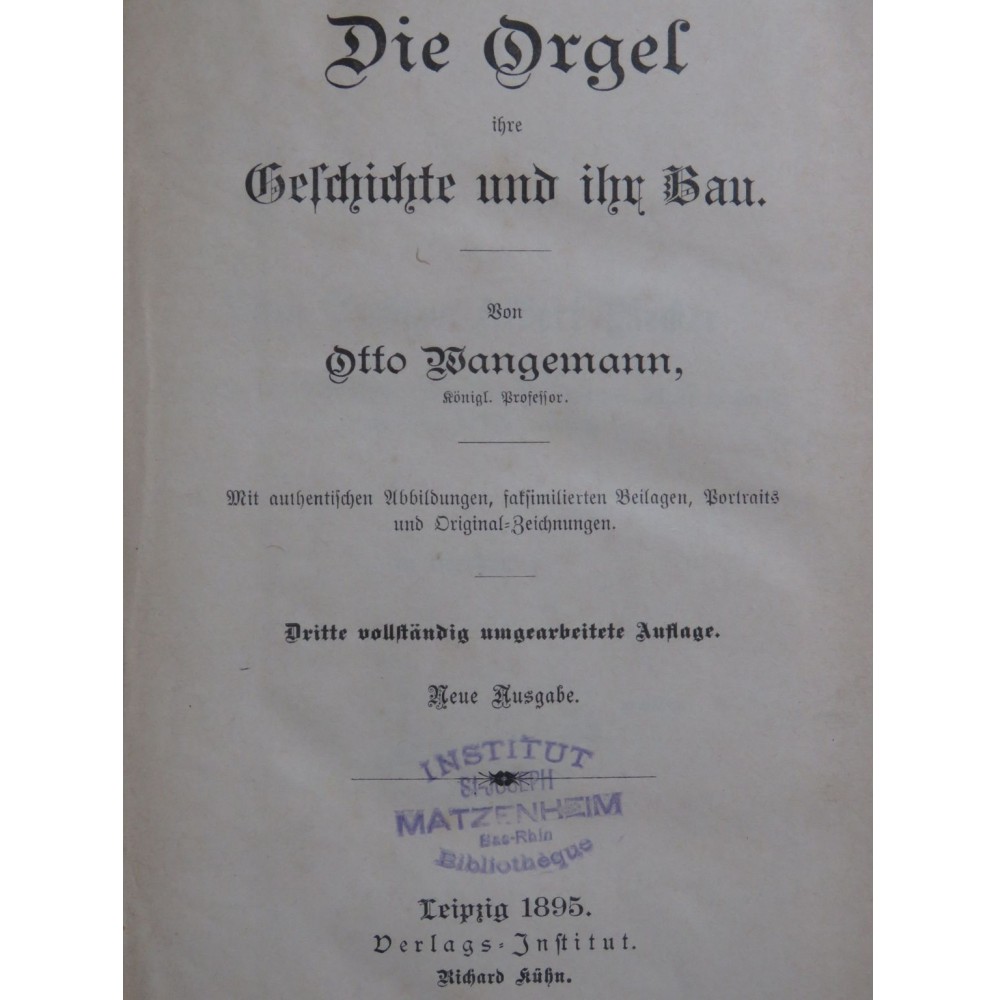 Die Orgel
ihre
Geschichte und ihr Bau.
Von
Otto Wangemann,
Königl. Professor.
Mit authentischen Abbildungen, faksimilierten Beilagen, Portraits
und Original-Zeichnungen.
Dritte vollständig umgearbeitete Auflage.
Neue Ausgabe.
INSTITUT
St-JOSEPH
MATZENHEIM
Bas-Rhin
Bibliothèque
Leipzig 1895.
Verlags-Institut.
Richard Kühn.